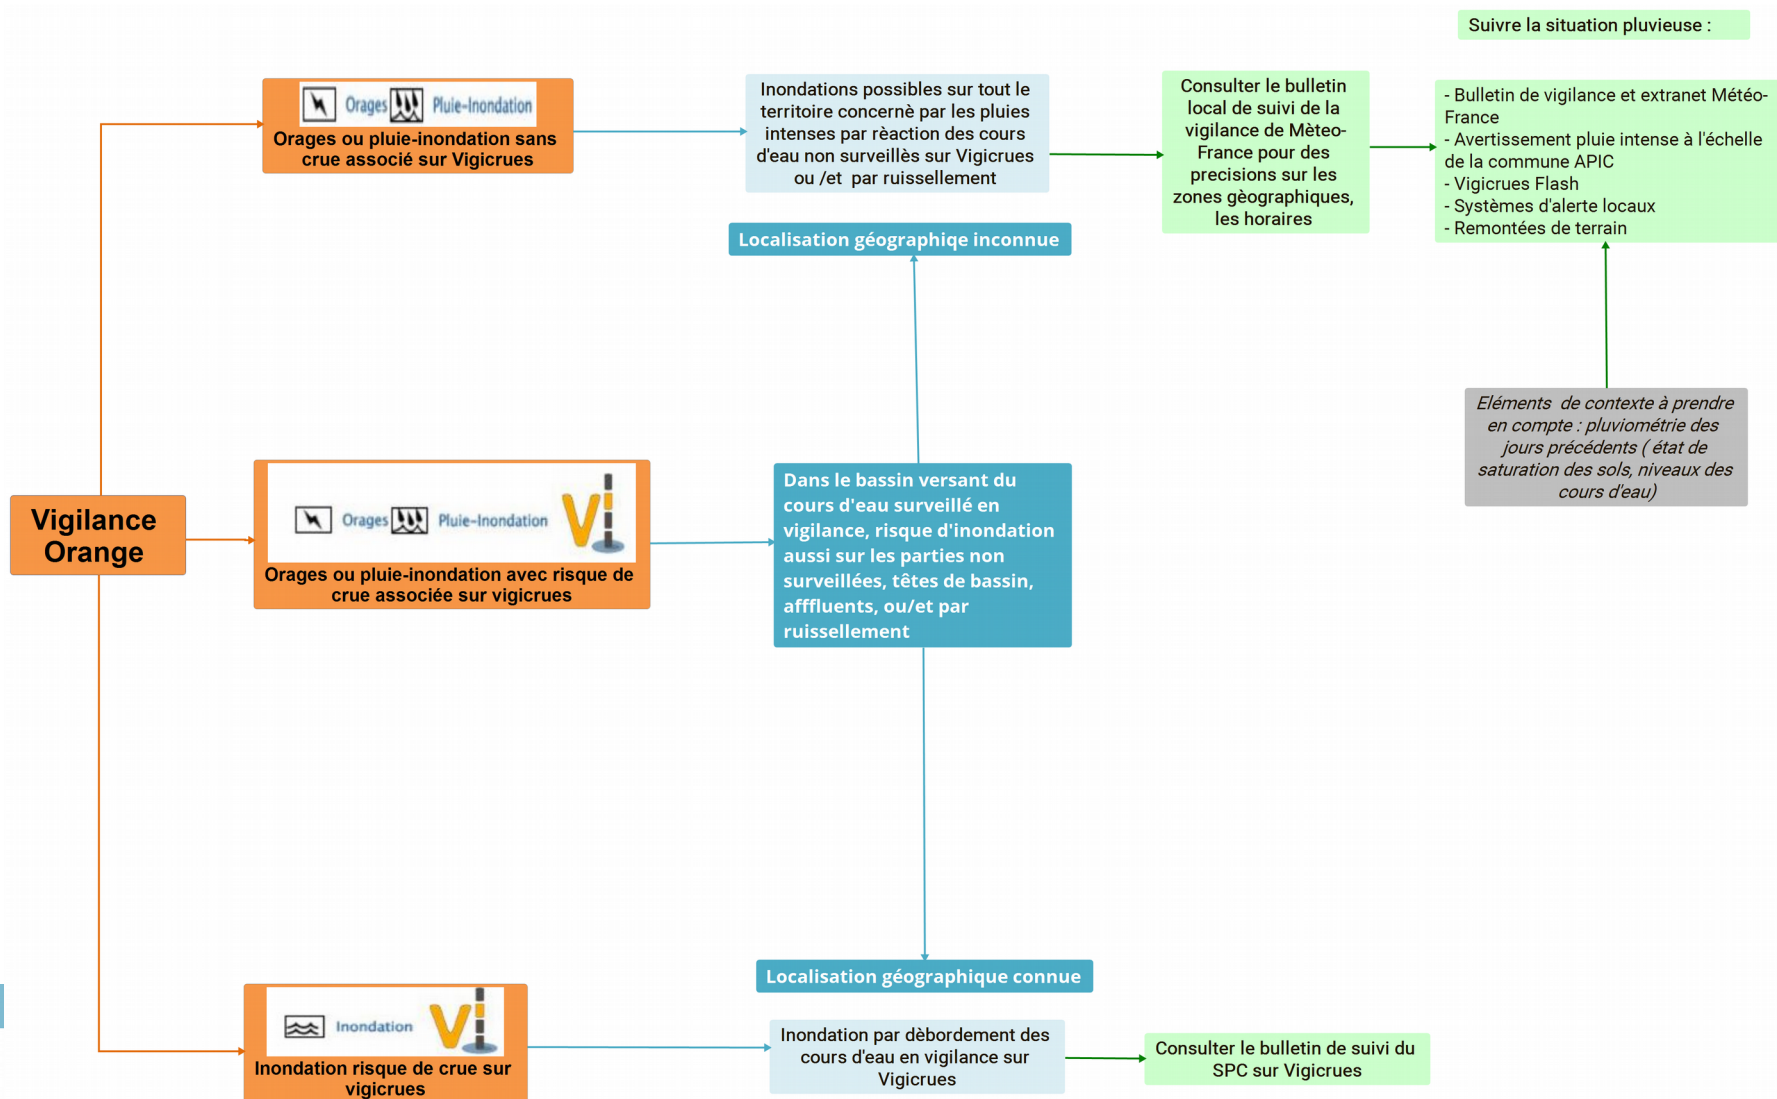 Suivre la situation pluvieuse :
Orages Pluie-Inondation
Orages ou pluie-inondation sans
crue associé sur Vigicrues
Inondations possibles sur tout le
territoire concernè par les pluies
intenses par rèaction des cours
d'eau non surveillès sur Vigicrues
ou /et  par ruissellement
Consulter le bulletin
local de suivi de la
vigilance de Mèteo-
France pour des
precisions sur les
zones gèographiques,
les horaires
- Bulletin de vigilance et extranet Météo-
France
- Avertissement pluie intense à l'échelle
de la commune APIC
- Vigicrues Flash
- Systèmes d'alerte locaux
- Remontées de terrain
Localisation géographiqe inconnue
Eléments  de contexte à prendre
en compte : pluviométrie des
jours précédents ( état de
saturation des sols, niveaux des
cours d'eau)
Vigilance
Orange
Orages Pluie-Inondation Vi
Orages ou pluie-inondation avec risque de
crue associée sur vigicrues
Dans le bassin versant du
cours d'eau surveillé en
vigilance, risque d'inondation
aussi sur les parties non
surveillées, têtes de bassin,
afffluents, ou/et par
ruissellement
Localisation géographique connue
Inondation Vi
Inondation risque de crue sur
vigicrues
Inondation par dèbordement des
cours d'eau en vigilance sur
Vigicrues
Consulter le bulletin de suivi du
SPC sur Vigicrues